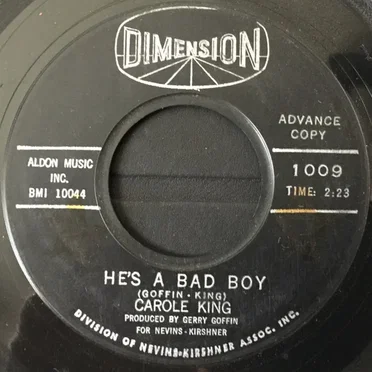 DIMENSION
ADVANCE
COPY
ALDON MUSIC
INC.
BMI 10044
1009
TIME: 2:23
HE'S A BAD BOY
(GOFFIN - KING)
CAROLE KING
PRODUCED BY GERRY GOFFIN
FOR NEVINS - KIRSHNER
DIVISION OF NEVINS-KIRSHNER ASSOC. INC.